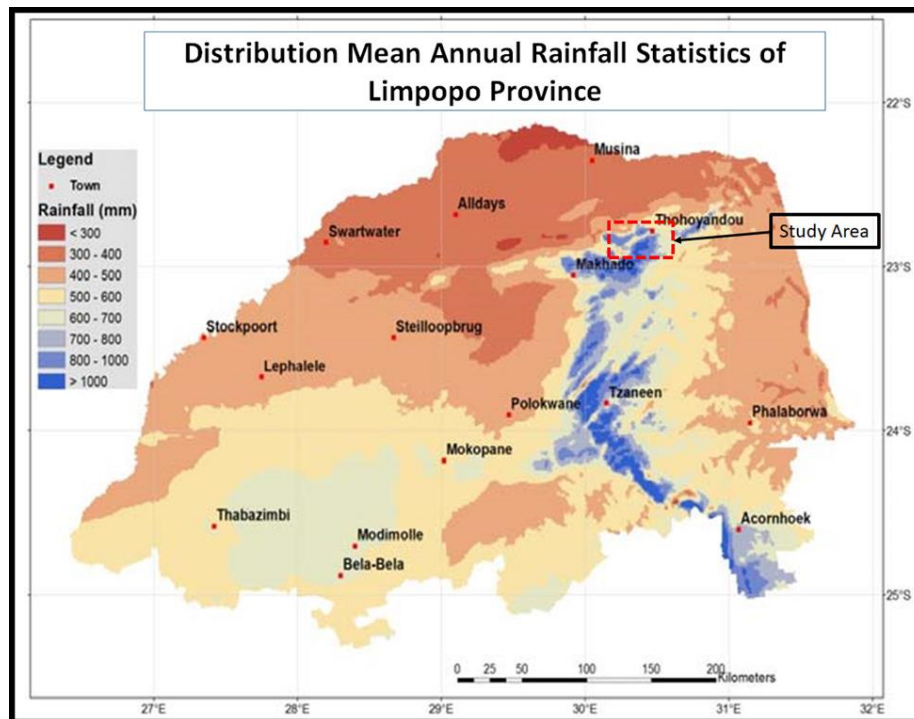 Distribution Mean Annual Rainfall Statistics of
Limpopo Province
22°S
Legend
Town
Rainfall (mm)
< 300
300 - 400
400 - 500
500 - 600
600 - 700
700 - 800
800 - 1000
> 1000
Musina
Alldays
Swartwater
Thohoyandou
Study Area
Makhado
23°S
Stockpoort
Steilloopbrug
Lephalele
Tzaneen
Polokwane
Phalaborwa
24°S
Mokopane
Thabazimbi
Acornhoek
Modimolle
Bela-Bela
25°S
0 25 50 100 150 200
Kilometers
27°E 28°E 29°E 30°E 31°E 32°E